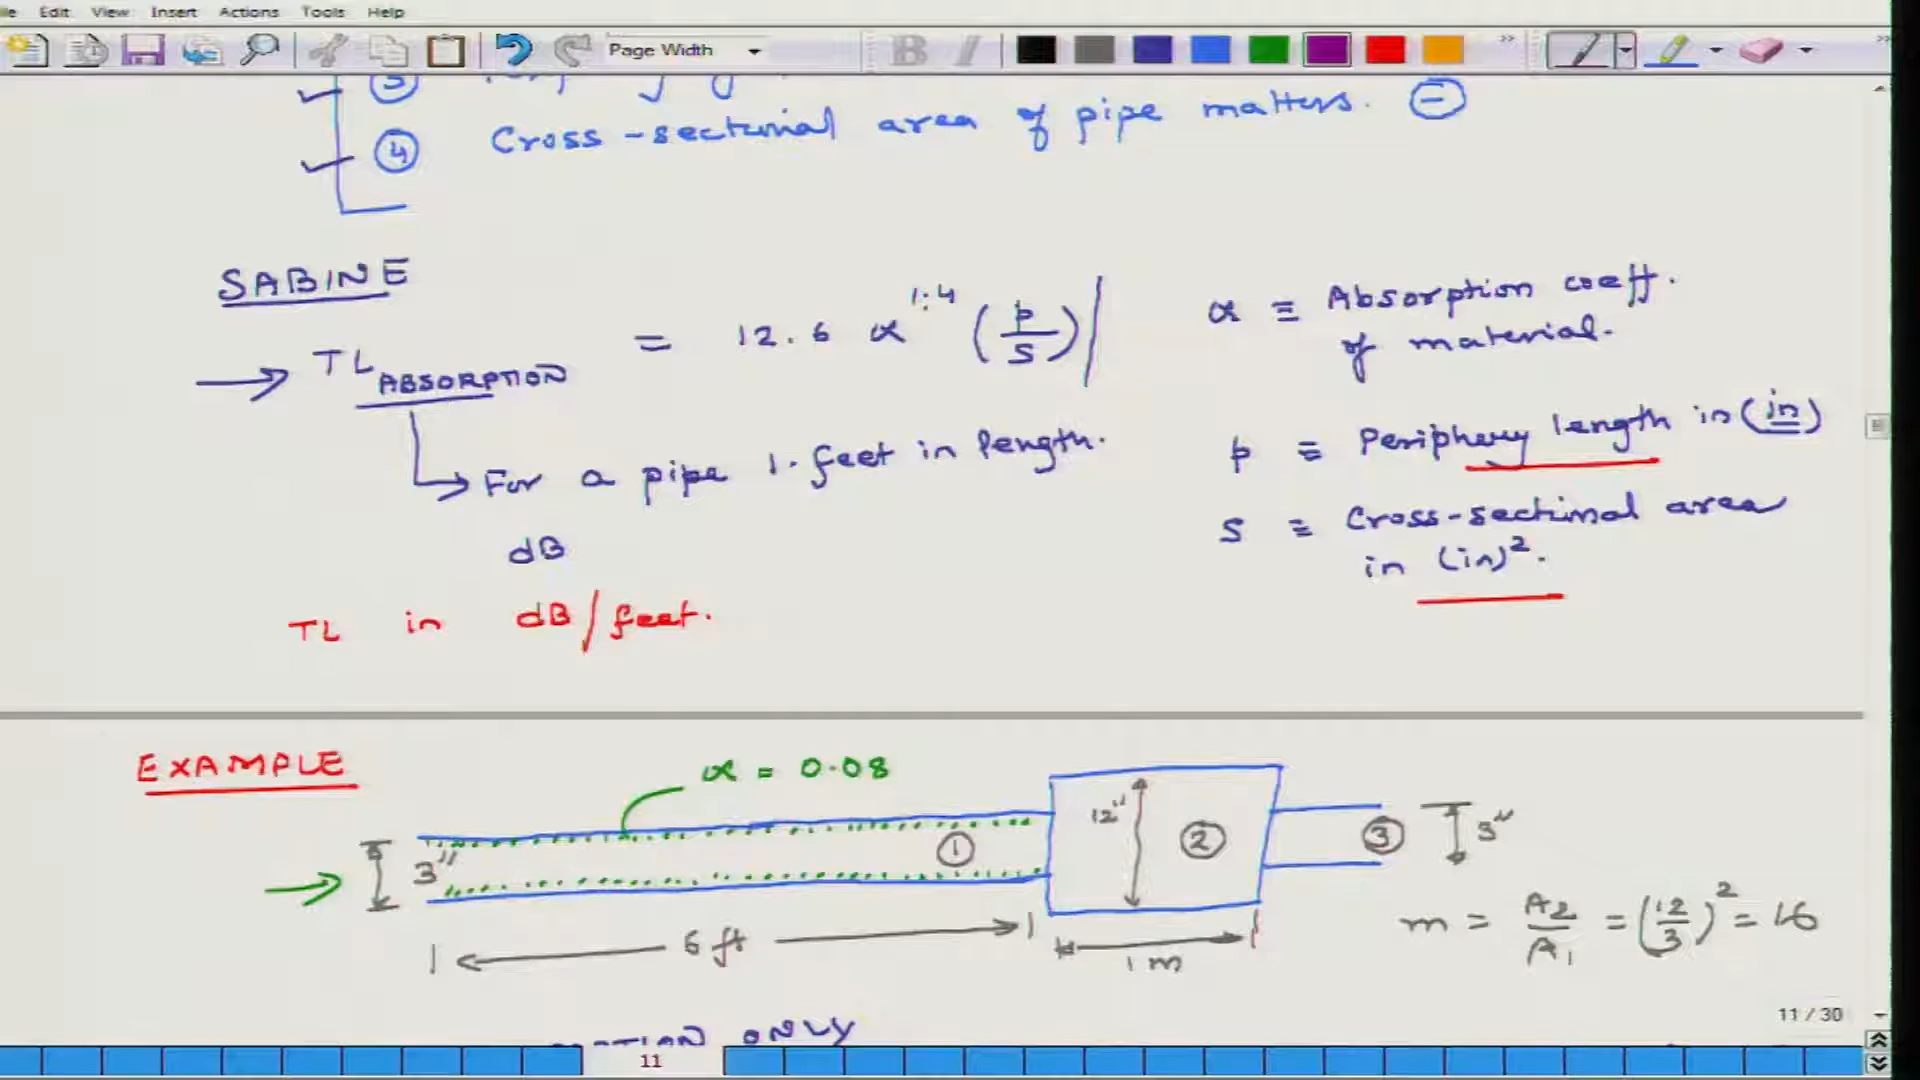 Edit View Insert Actions Tools Help
Page Width
④ Cross-sectional area of pipe matters. ⊖
SABINE
→ TL ABSORPTION = 12.6 α^1.4 (p/S)
α ≡ Absorption coeff. of material.
For a pipe 1. feet in length.
p ≡ Periphery length in (in)
dB
S ≡ Cross-sectional area in (in)².
TL in dB/feet.
EXAMPLE
α = 0.08
3" ① 12" ② ③ 3"
6 ft
1 m
m = A2/A1 = (12/3)² = 16
ONLY
11 / 30
11